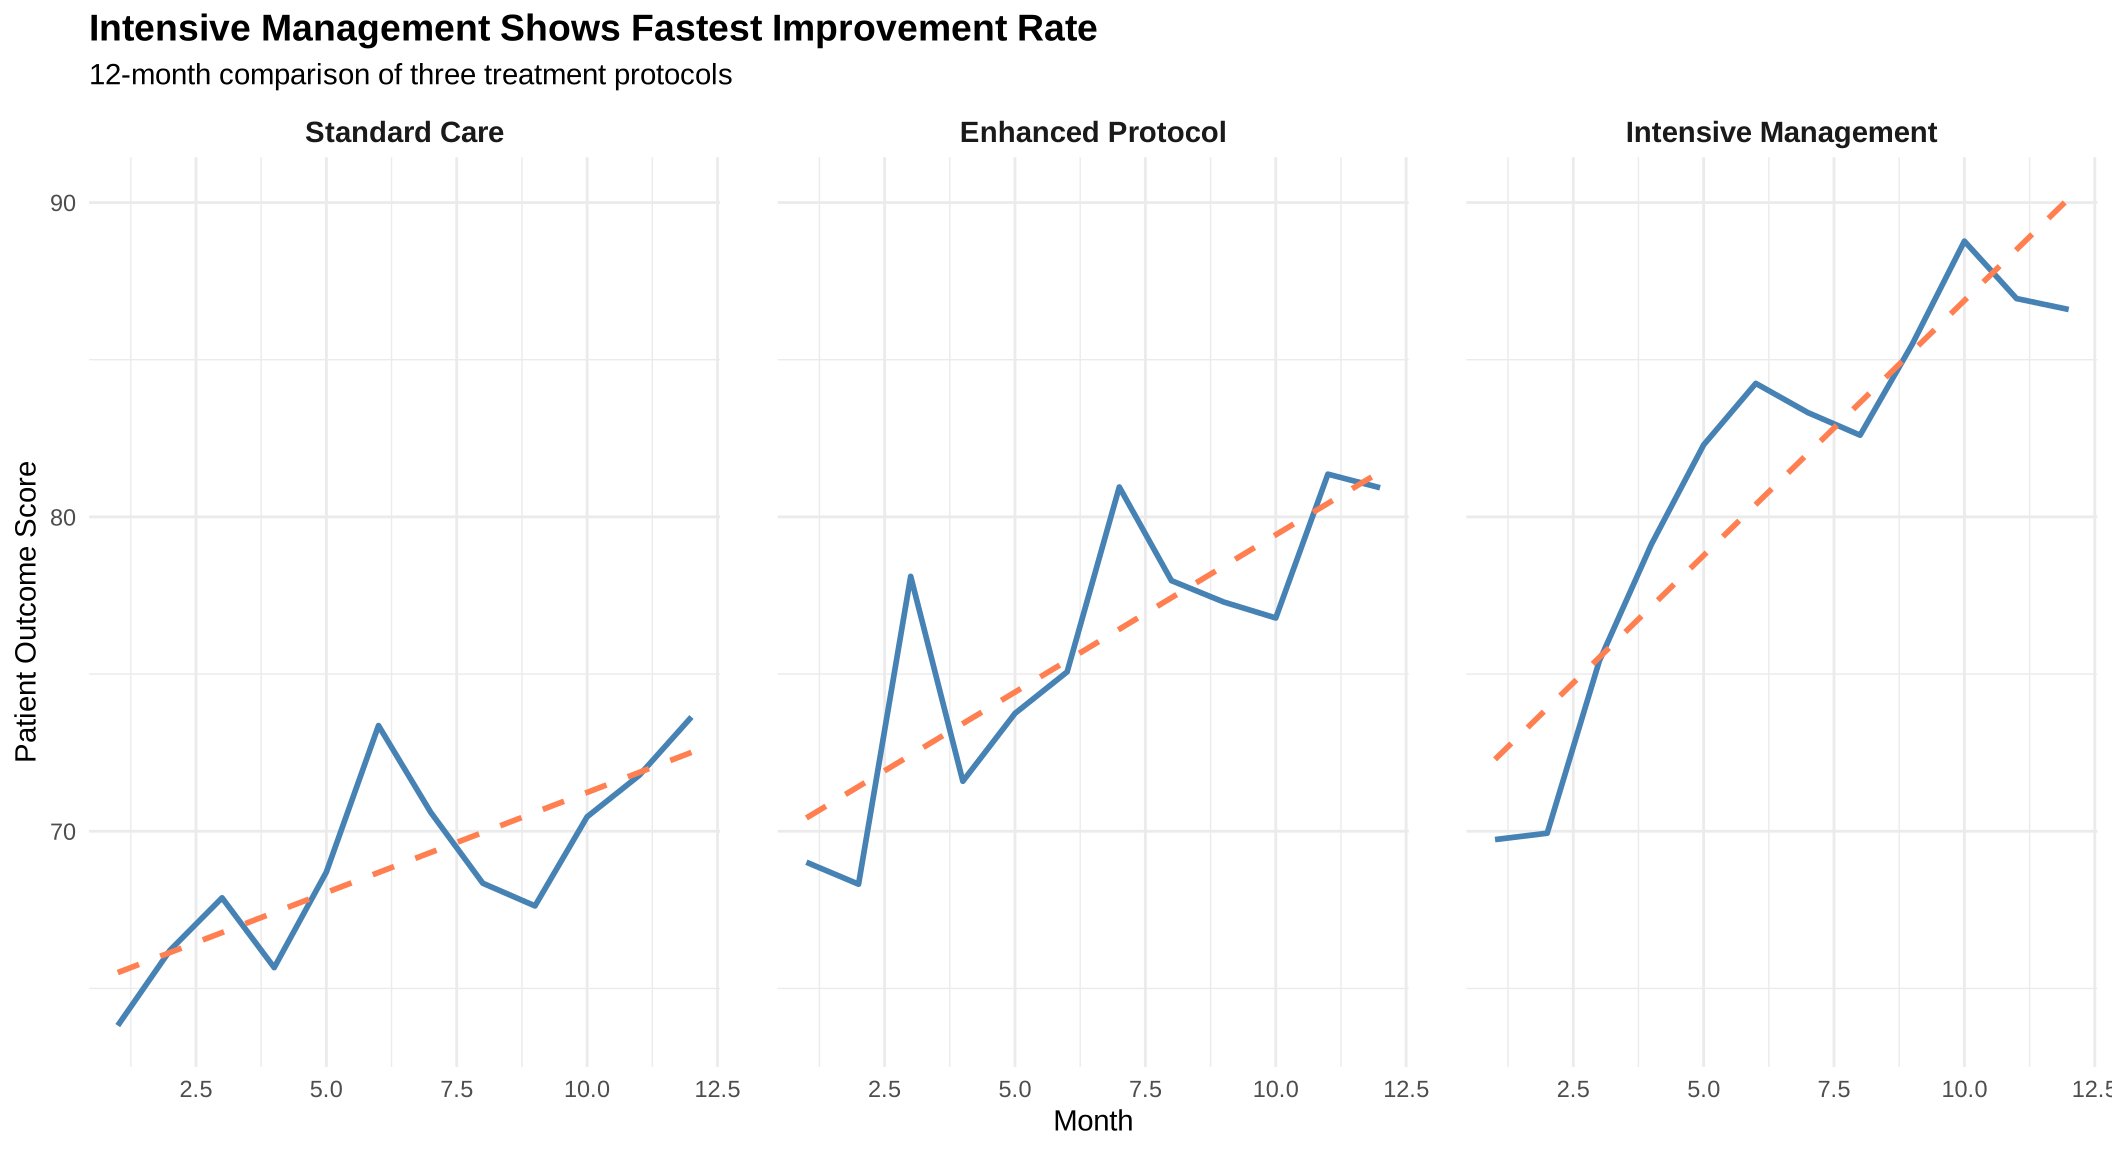 Intensive Management Shows Fastest Improvement Rate
12-month comparison of three treatment protocols
Standard Care
Enhanced Protocol
Intensive Management
Patient Outcome Score
90
80
70
2.5 5.0 7.5 10.0 12.5
2.5 5.0 7.5 10.0 12.5
2.5 5.0 7.5 10.0 12.5
Month